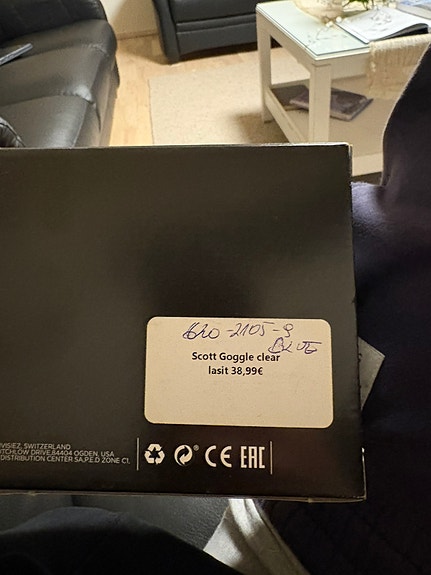 620-2105-9
BLUE
Scott Goggle clear
lasit 38,99€
VISIEZ, SWITZERLAND
TCHLOW DRIVE,84404 OGDEN, USA
DISTRIBUTION CENTER SA,P.E.D ZONE C1,
CE EAC